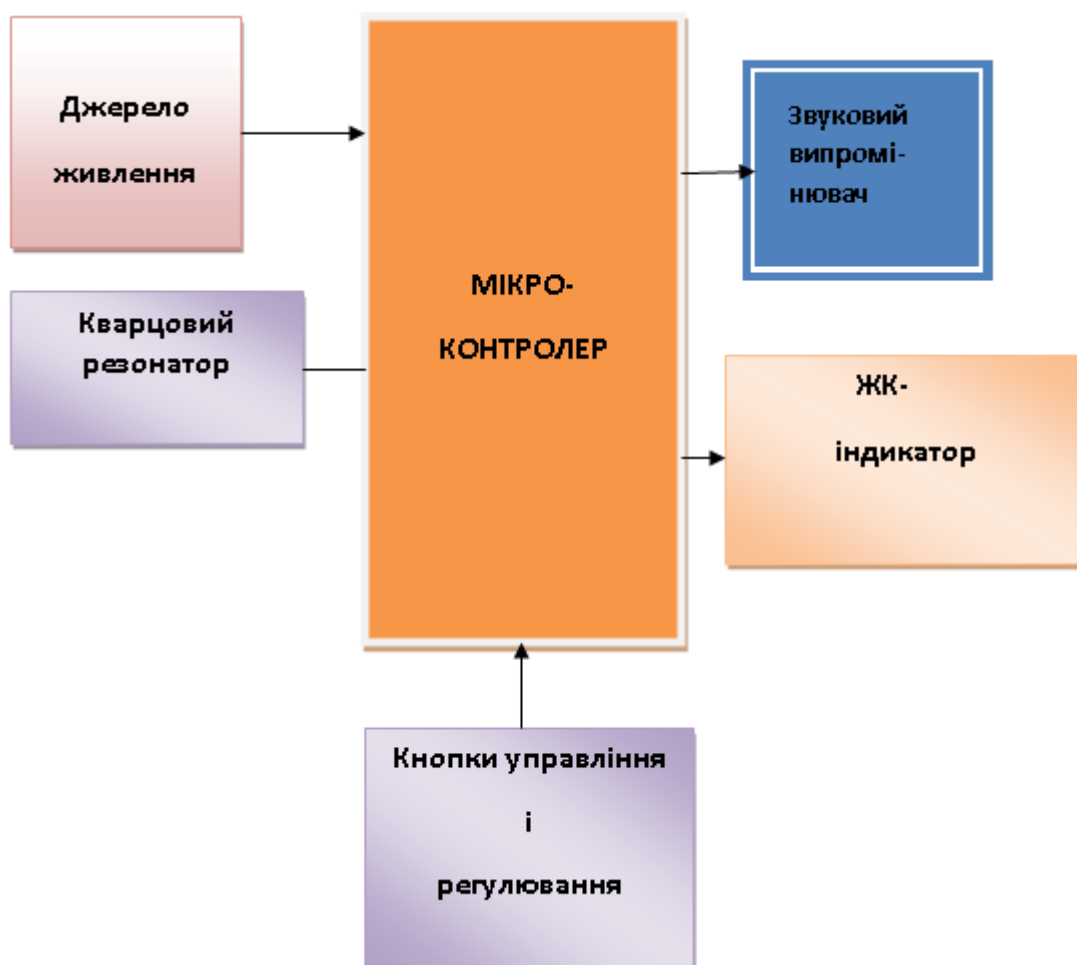 Джерело
живлення
Кварцовий
резонатор
МІКРО-
КОНТРОЛЕР
Звуковий
випромі-
нювач
ЖК-
індикатор
Кнопки управління
і
регулювання